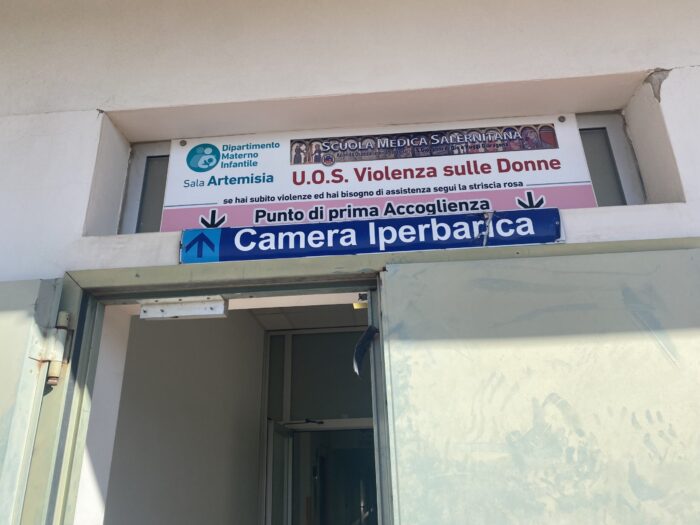 Dipartimento
Materno
Infantile
Sala Artemisia
Scuola Medica Salernitana
U.O.S. Violenza sulle Donne
se hai subito violenze ed hai bisogno di assistenza segui la striscia rosa
Punto di prima Accoglienza
Camera Iperbarica